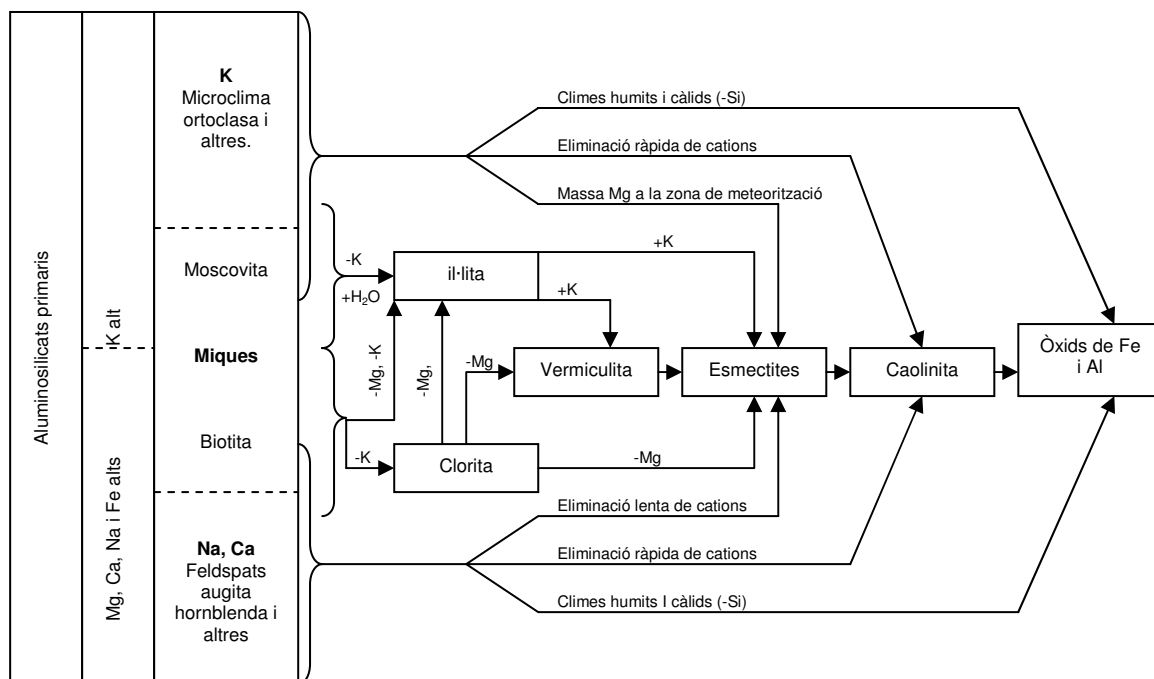 Aluminosilicats primaris
K alt
Mg, Ca, Na i Fe alts
K
Microclima
ortoclasa i
altres.
Moscovita
Miques
Biotita
Na, Ca
Feldspats
augita
hornblenda i
altres
Climes humits i càlids (-Si)
Eliminació ràpida de cations
Massa Mg a la zona de meteorització
-K
+H₂O
il·lita
+K
+K
-Mg, -K
-Mg,
-Mg
Vermiculita
Esmectites
Caolinita
Òxids de Fe
i Al
-K
Clorita
-Mg
Eliminació lenta de cations
Eliminació ràpida de cations
Climes humits I càlids (-Si)